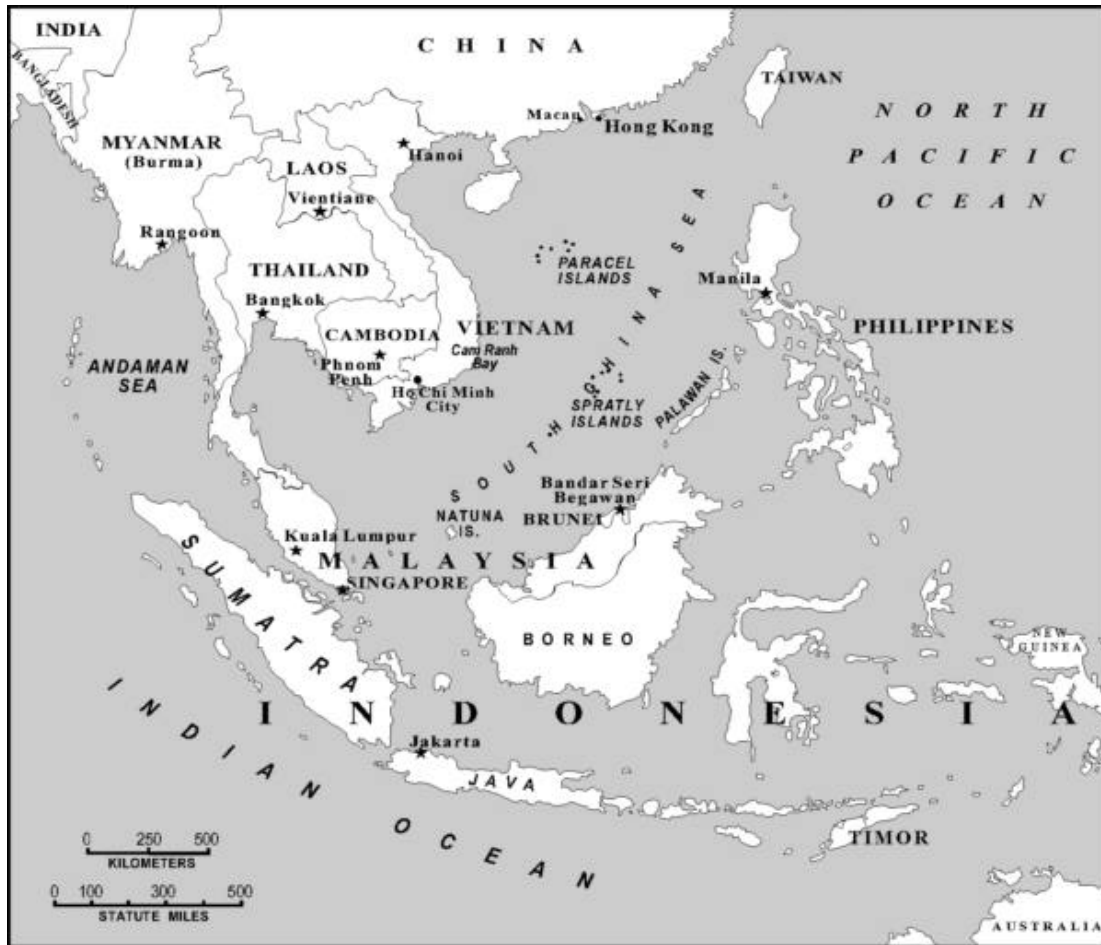 INDIA
BANGLADESH
CHINA
TAIWAN
Macau
Hong Kong
NORTH
PACIFIC
OCEAN
MYANMAR
(Burma)
Hanoi
LAOS
Vientiane
Rangoon
THAILAND
Bangkok
PARACEL
ISLANDS
SOUTH CHINA SEA
Manila
PHILIPPINES
CAMBODIA
VIETNAM
Cam Ranh
Bay
Phnom
Penh
Ho Chi Minh
City
ANDAMAN
SEA
SPRATLY
ISLANDS
PALAWAN IS.
Bandar Seri
Begawan
BRUNEI
NATUNA
IS.
Kuala Lumpur
MALAYSIA
SINGAPORE
SUMATRA
BORNEO
NEW
GUINEA
INDONESIA
Jakarta
JAVA
INDIAN OCEAN
TIMOR
AUSTRALIA
0 250 500
KILOMETERS
0 100 300 500
STATUTE MILES